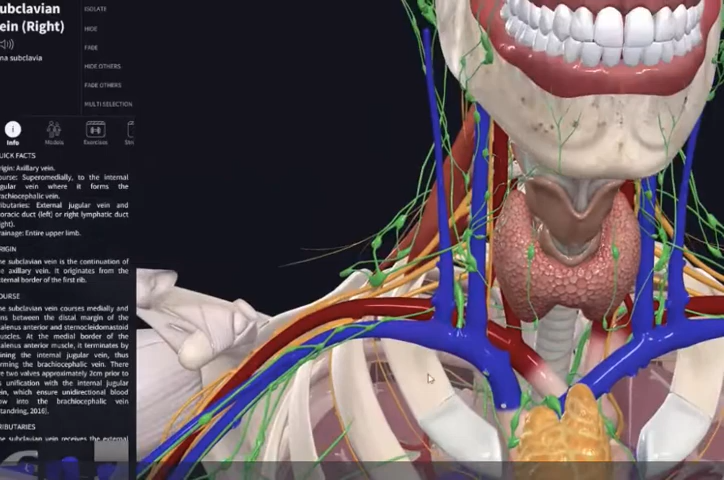 ubclavian
ein (Right)
na subclavia
ISOLATE
HIDE
FADE
HIDE OTHERS
FADE OTHERS
MULTI SELECTION
Info
Models
UICK FACTS
rigin: Axillary vein.
ourse: Superomedially, to the internal
gular vein where it forms the
rachiocephalic vein.
ibutaries: External jugular vein and
oracic duct (left) or right lymphatic duct
ight).
rainage: Entire upper limb.
RIGIN
he subclavian vein is the continuation of
e axillary vein. It originates from the
ternal border of the first rib.
OURSE
he subclavian vein courses medially and
ns between the distal margin of the
alenus anterior and sternocleidomastoid
uscles. At the medial border of the
alenus anterior muscle, it terminates by
ining the internal jugular vein, thus
rming the brachiocephalic vein. There
re two valves approximately 2cm prior to
s unification with the internal jugular
ein, which ensure unidirectional blood
ow into the brachiocephalic vein
tandring, 2016).
RIBUTARIES
he subclavian vein receives the external